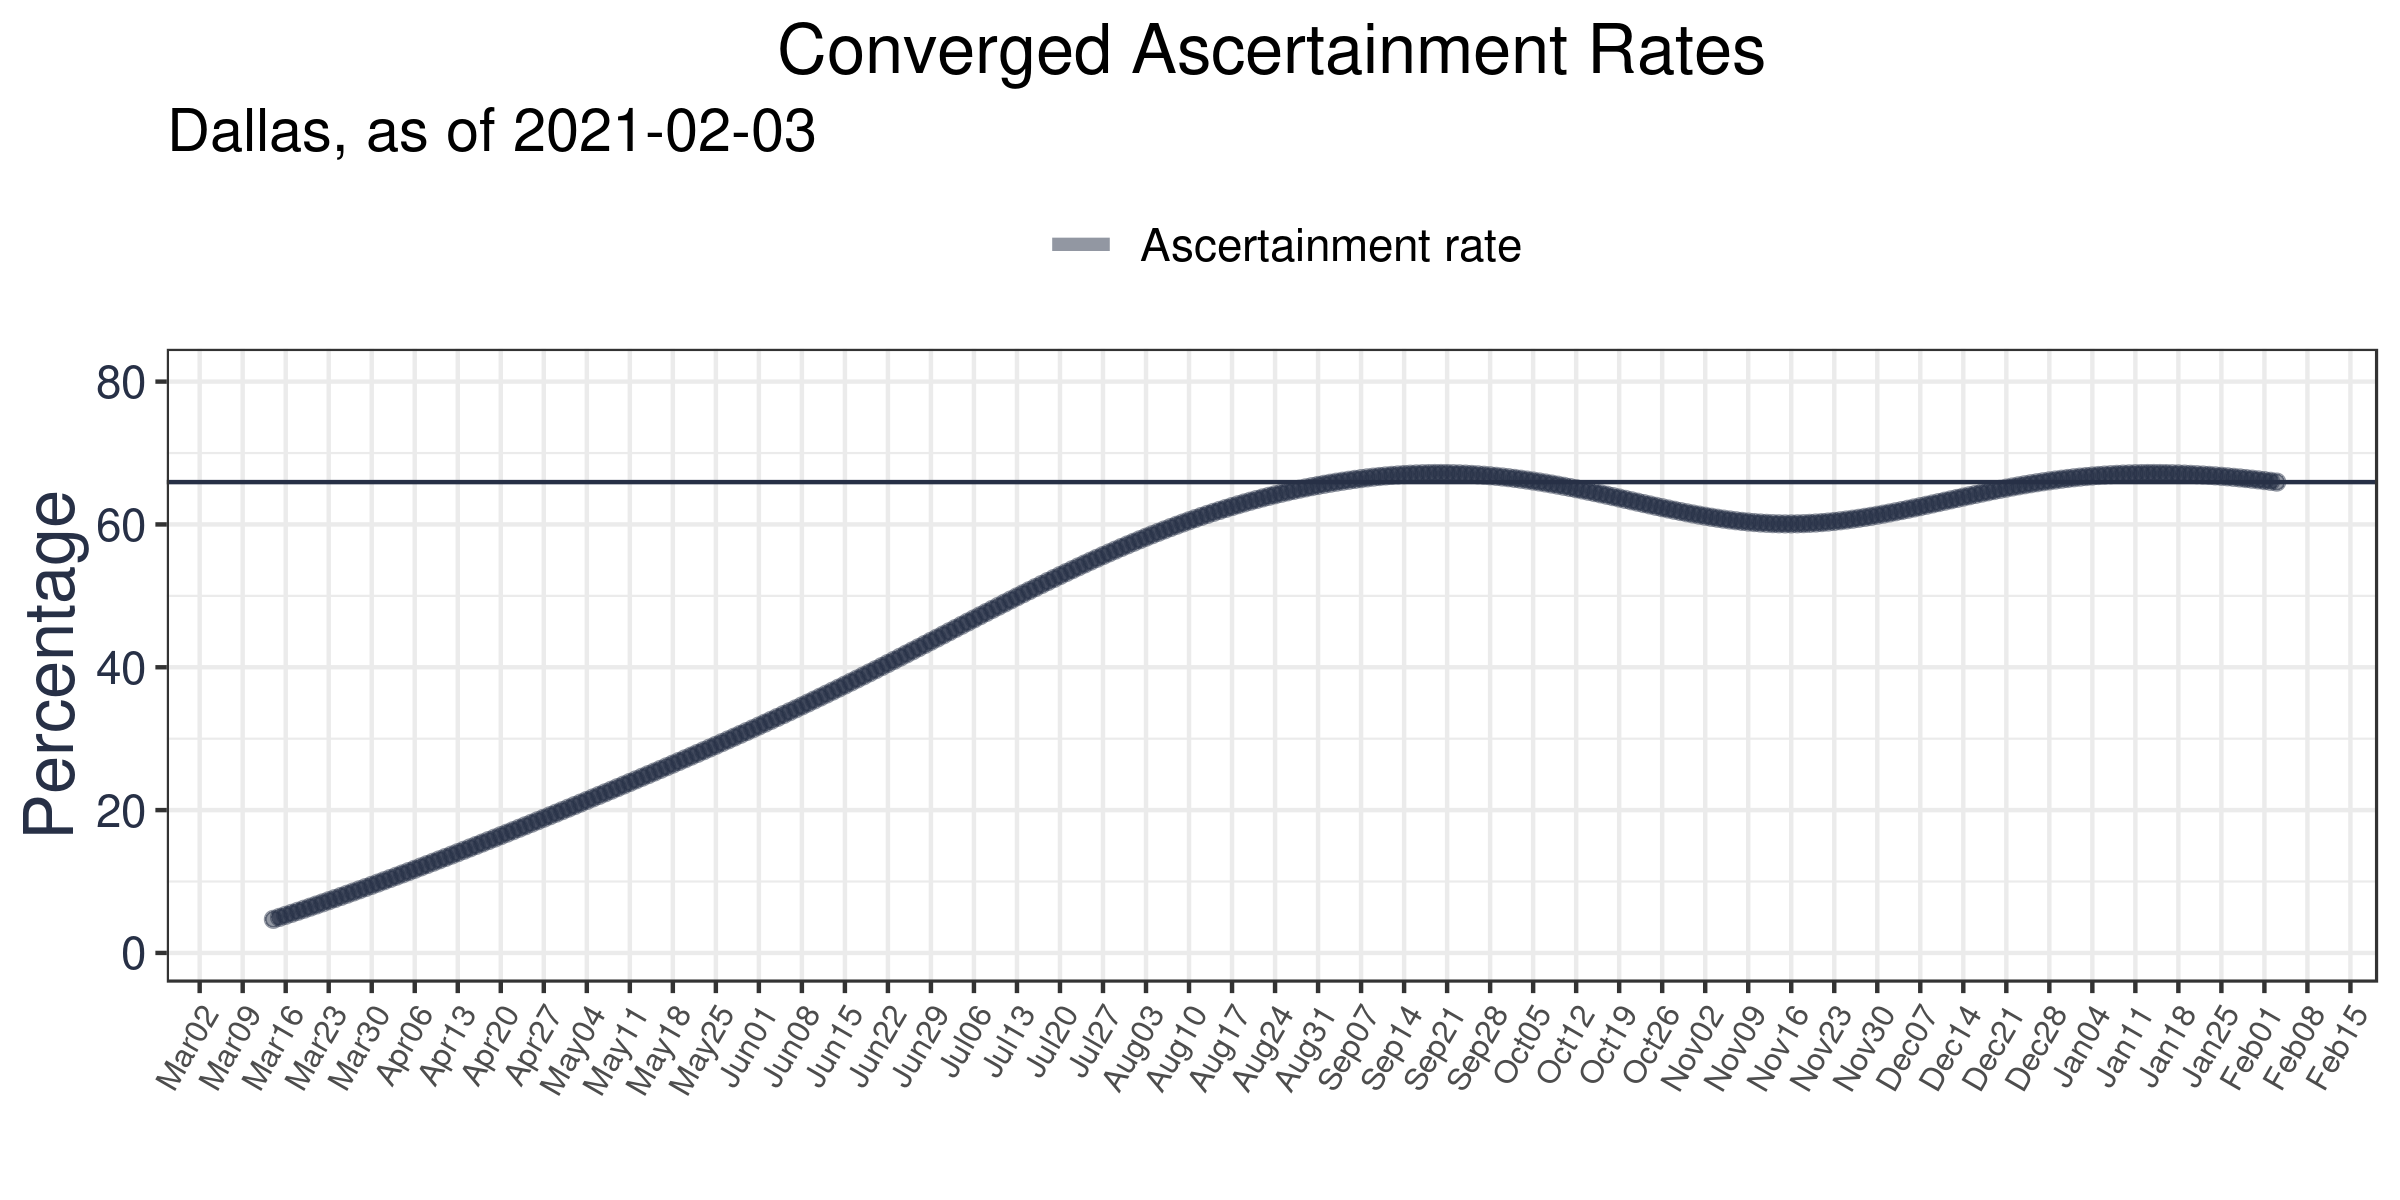 Converged Ascertainment Rates
Dallas, as of 2021-02-03
Ascertainment rate
Percentage
80
60
40
20
0
Mar02 Mar09 Mar16 Mar23 Mar30 Apr06 Apr13 Apr20 Apr27 May04 May11 May18 May25 Jun01 Jun08 Jun15 Jun22 Jun29 Jul06 Jul13 Jul20 Jul27 Aug03 Aug10 Aug17 Aug24 Aug31 Sep07 Sep14 Sep21 Sep28 Oct05 Oct12 Oct19 Oct26 Nov02 Nov09 Nov16 Nov23 Nov30 Dec07 Dec14 Dec21 Dec28 Jan04 Jan11 Jan18 Jan25 Feb01 Feb08 Feb15